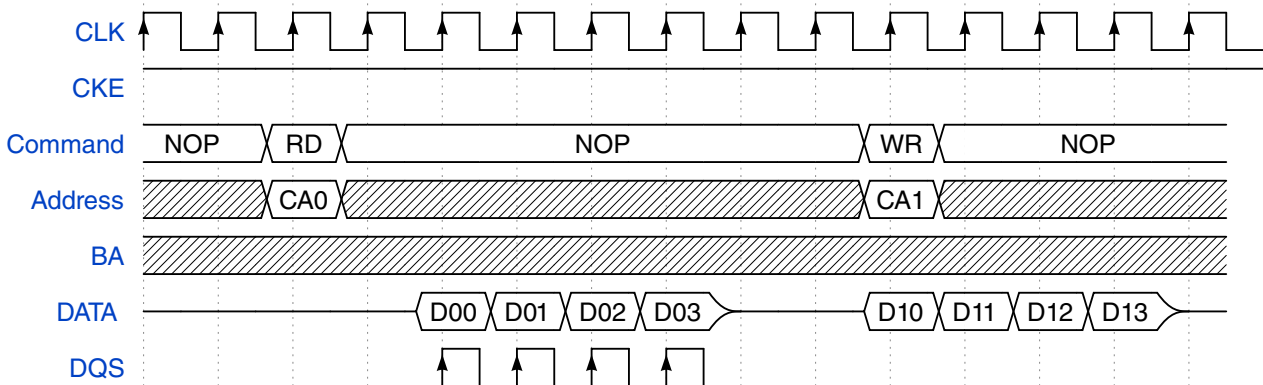 CLK
CKE
Command NOP RD NOP WR NOP
Address CA0 CA1
BA
DATA D00 D01 D02 D03 D10 D11 D12 D13
DQS